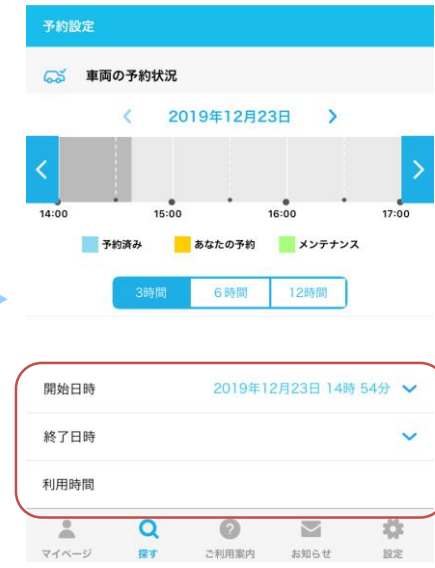 予約設定
車両の予約状況
2019年12月23日
14:00 15:00 16:00 17:00
予約済み あなたの予約 メンテナンス
3時間 6時間 12時間
開始日時 2019年12月23日 14時 54分
終了日時
利用時間
マイページ 探す ご利用案内 お知らせ 設定